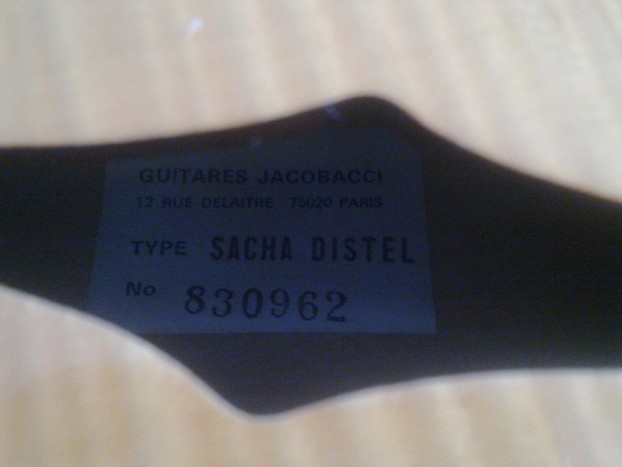 GUITARES JACOBACCI
12 RUE DELAITRE 75020 PARIS
TYPE SACHA DISTEL
No 830962